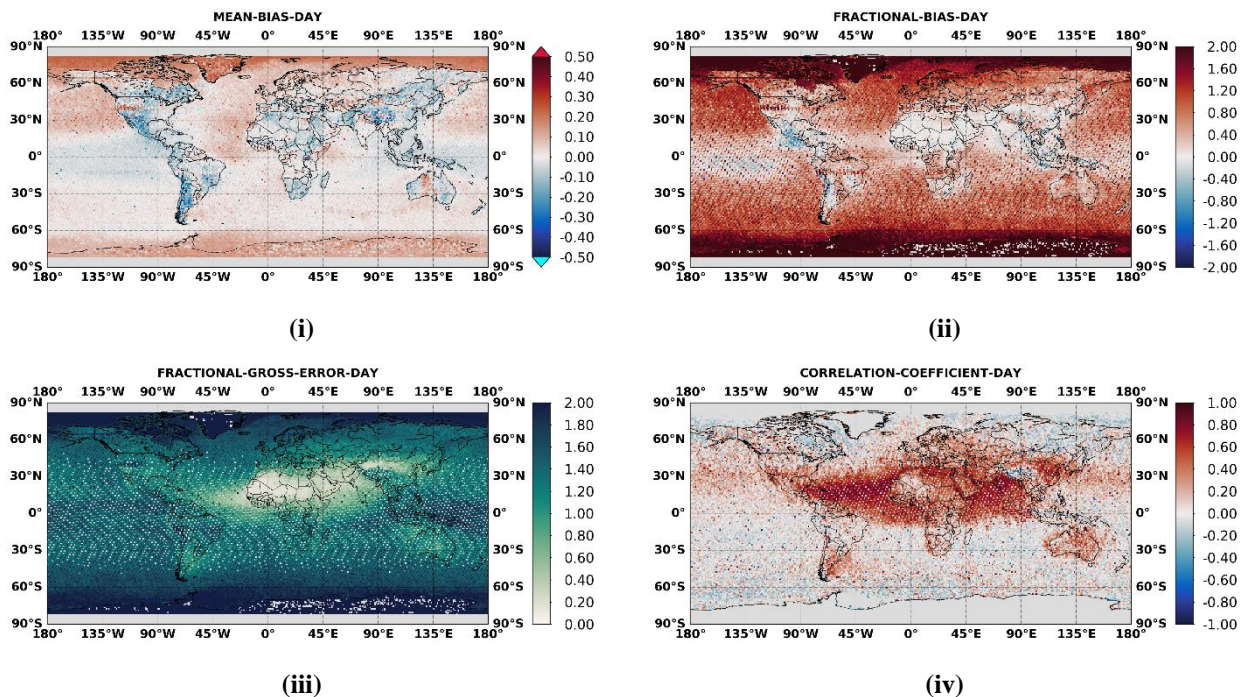 MEAN-BIAS-DAY
180° 135°W 90°W 45°W 0° 45°E 90°E 135°E 180°
90°N 90°N
60°N 60°N
30°N 30°N
0° 0°
30°S 30°S
60°S 60°S
90°S 90°S
180° 135°W 90°W 45°W 0° 45°E 90°E 135°E 180°
0.50
0.40
0.30
0.20
0.10
0.00
-0.10
-0.20
-0.30
-0.40
-0.50
(i)
FRACTIONAL-BIAS-DAY
180° 135°W 90°W 45°W 0° 45°E 90°E 135°E 180°
90°N 90°N
60°N 60°N
30°N 30°N
0° 0°
30°S 30°S
60°S 60°S
90°S 90°S
180° 135°W 90°W 45°W 0° 45°E 90°E 135°E 180°
2.00
1.60
1.20
0.80
0.40
0.00
-0.40
-0.80
-1.20
-1.60
-2.00
(ii)
FRACTIONAL-GROSS-ERROR-DAY
180° 135°W 90°W 45°W 0° 45°E 90°E 135°E 180°
90°N 90°N
60°N 60°N
30°N 30°N
0° 0°
30°S 30°S
60°S 60°S
90°S 90°S
180° 135°W 90°W 45°W 0° 45°E 90°E 135°E 180°
2.00
1.80
1.60
1.40
1.20
1.00
0.80
0.60
0.40
0.20
0.00
(iii)
CORRELATION-COEFFICIENT-DAY
180° 135°W 90°W 45°W 0° 45°E 90°E 135°E 180°
90°N 90°N
60°N 60°N
30°N 30°N
0° 0°
30°S 30°S
60°S 60°S
90°S 90°S
180° 135°W 90°W 45°W 0° 45°E 90°E 135°E 180°
1.00
0.80
0.60
0.40
0.20
0.00
-0.20
-0.40
-0.60
-0.80
-1.00
(iv)